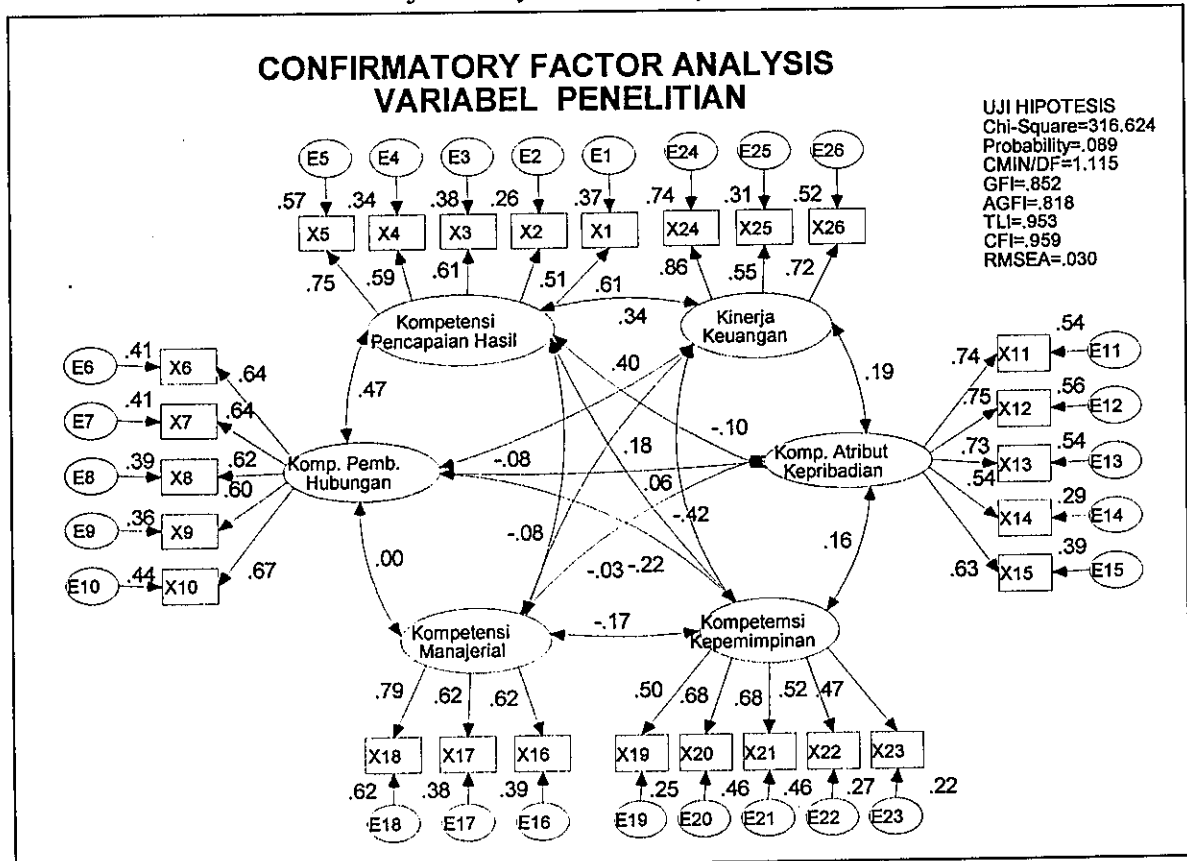 CONFIRMATORY FACTOR ANALYSIS
VARIABEL PENELITIAN
UJI HIPOTESIS
Chi-Square=316.624
Probability=.089
CMIN/DF=1.115
GFI=.852
AGFI=.818
TLI=.953
CFI=.959
RMSEA=.030
E5 E4 E3 E2 E1 E24 E25 E26
.57 .34 .38 .26 .37 .74 .31 .52
X5 X4 X3 X2 X1 X24 X25 X26
.75 .59 .61 .51 .61 .86 .55 .72
Kompetensi
Pencapaian Hasil
.34
Kinerja
Keuangan
E6 .41 X6 .64
E7 .41 X7 .64
E8 .39 X8 .62
E9 .36 X9 .60
E10 .44 X10 .67
.47 .40 .19
Komp. Pemb.
Hubungan
-.08 .18 -.10
.06
Komp. Atribut
Kepribadian
.74 X11 .54 E11
.75 X12 .56 E12
.73 X13 .54 E13
.54 X14 .29 E14
.63 X15 .39 E15
.00 -.08 -.42 .16
-.03 -.22
Kompetensi
Manajerial
-.17
Kompetemsi
Kepemimpinan
.79 .62 .62 .50 .68 .68 .52 .47
X18 X17 X16 X19 X20 X21 X22 X23
.62 .38 .39 .25 .46 .46 .27 .22
E18 E17 E16 E19 E20 E21 E22 E23